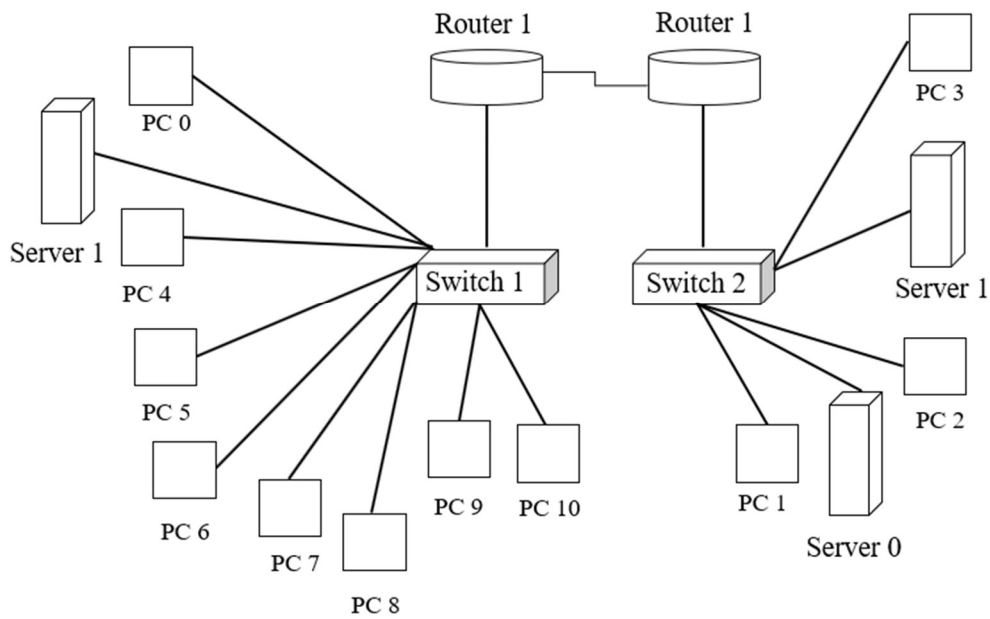 Router 1
Router 1
PC 3
PC 0
Server 1
Server 1
PC 4
Switch 1
Switch 2
PC 5
PC 2
PC 6
PC 7
PC 8
PC 9
PC 10
PC 1
Server 0